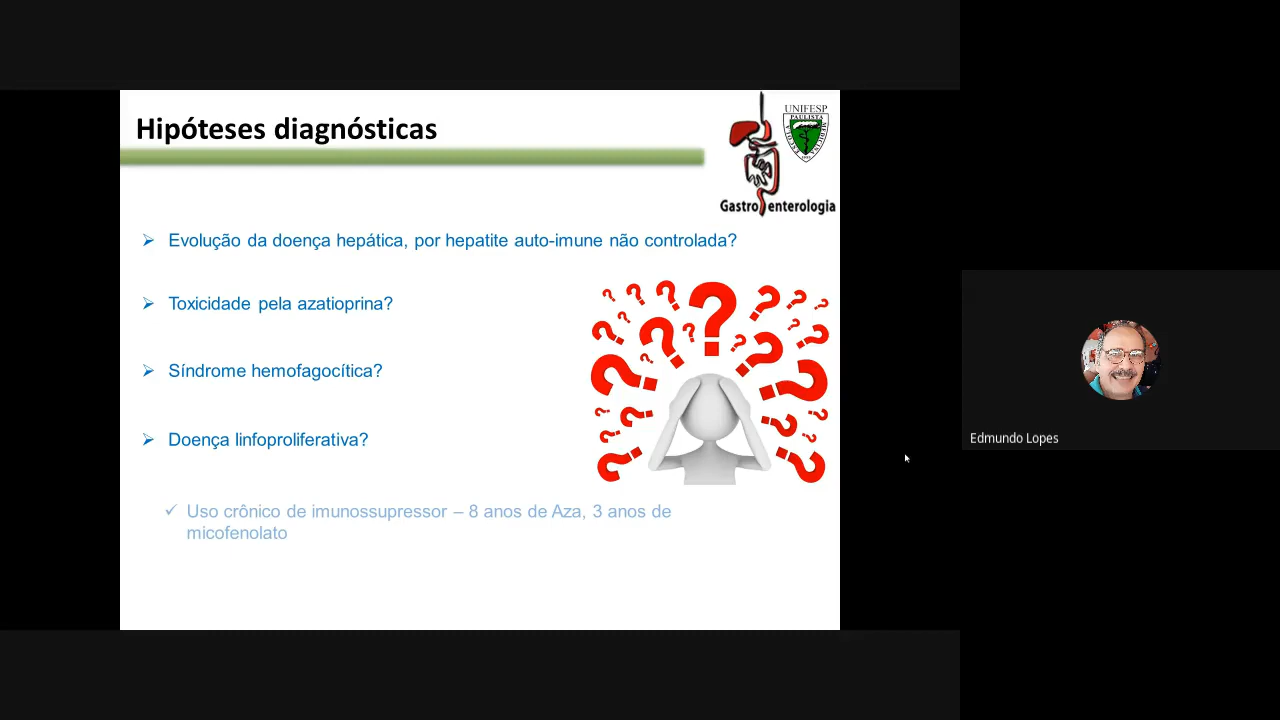 Hipóteses diagnósticas
UNIFESP
PAULISTA
Gastroenterologia
Evolução da doença hepática, por hepatite auto-imune não controlada?
Toxicidade pela azatioprina?
Síndrome hemofagocítica?
Doença linfoproliferativa?
Uso crônico de imunossupressor – 8 anos de Aza, 3 anos de
micofenolato
Edmundo Lopes